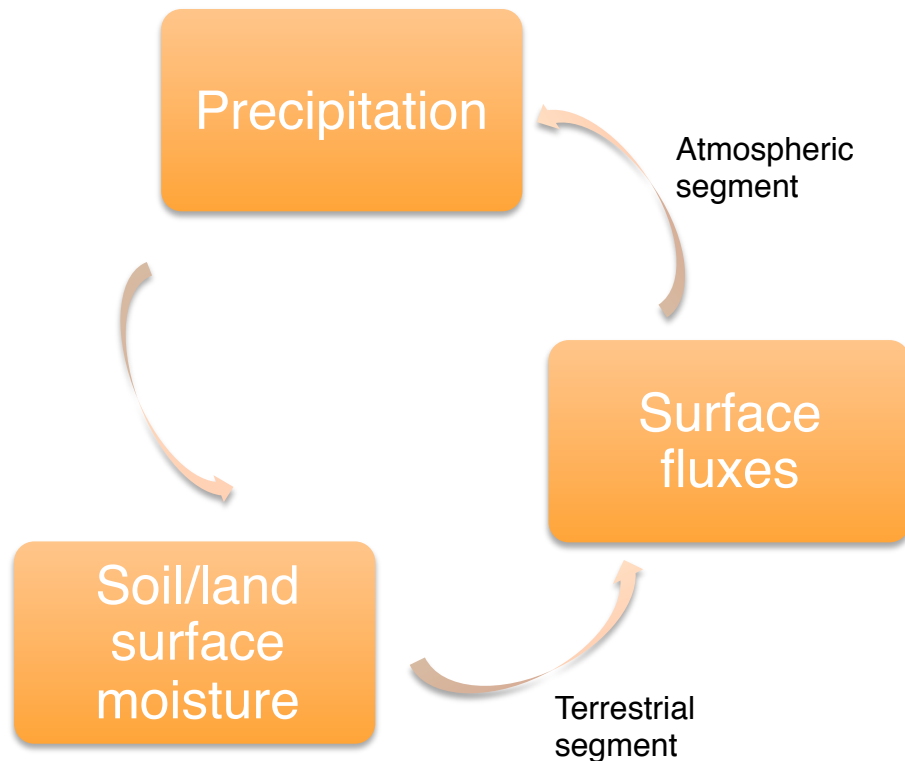 Precipitation
Atmospheric
segment
Surface
fluxes
Soil/land
surface
moisture
Terrestrial
segment